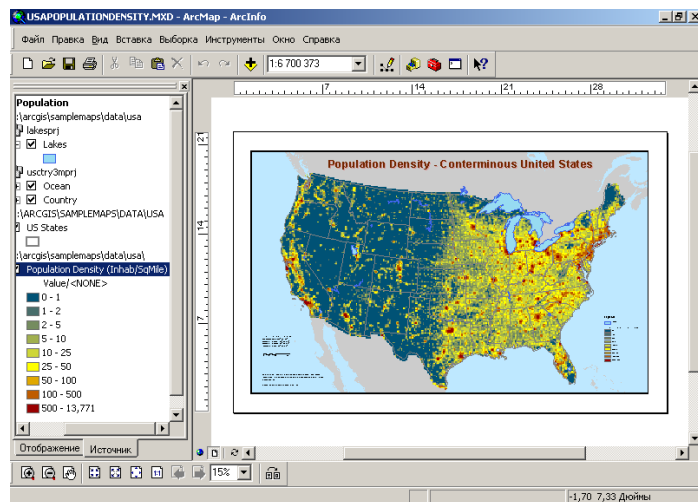 USAPOPULATIONDENSITY.MXD - ArcMap - ArcInfo
Файл Правка Вид Вставка Выборка Инструменты Окно Справка
1:6 700 373
Population
:\arcgis\samplemaps\data\usa
lakesprj
Lakes
usctry3mprj
Ocean
Country
:\ARCGIS\SAMPLEMAPS\DATA\USA
US States
:\arcgis\samplemaps\data\usa\
Population Density (Inhab/SqMile)
Value/<NONE>
0 - 1
1 - 2
2 - 5
5 - 10
10 - 25
25 - 50
50 - 100
100 - 500
500 - 13,771
Отображение Источник
7 14 21 28
21
14
7
Population Density - Conterminous United States
1:1
15%
-1,70 7,33 Дюймы